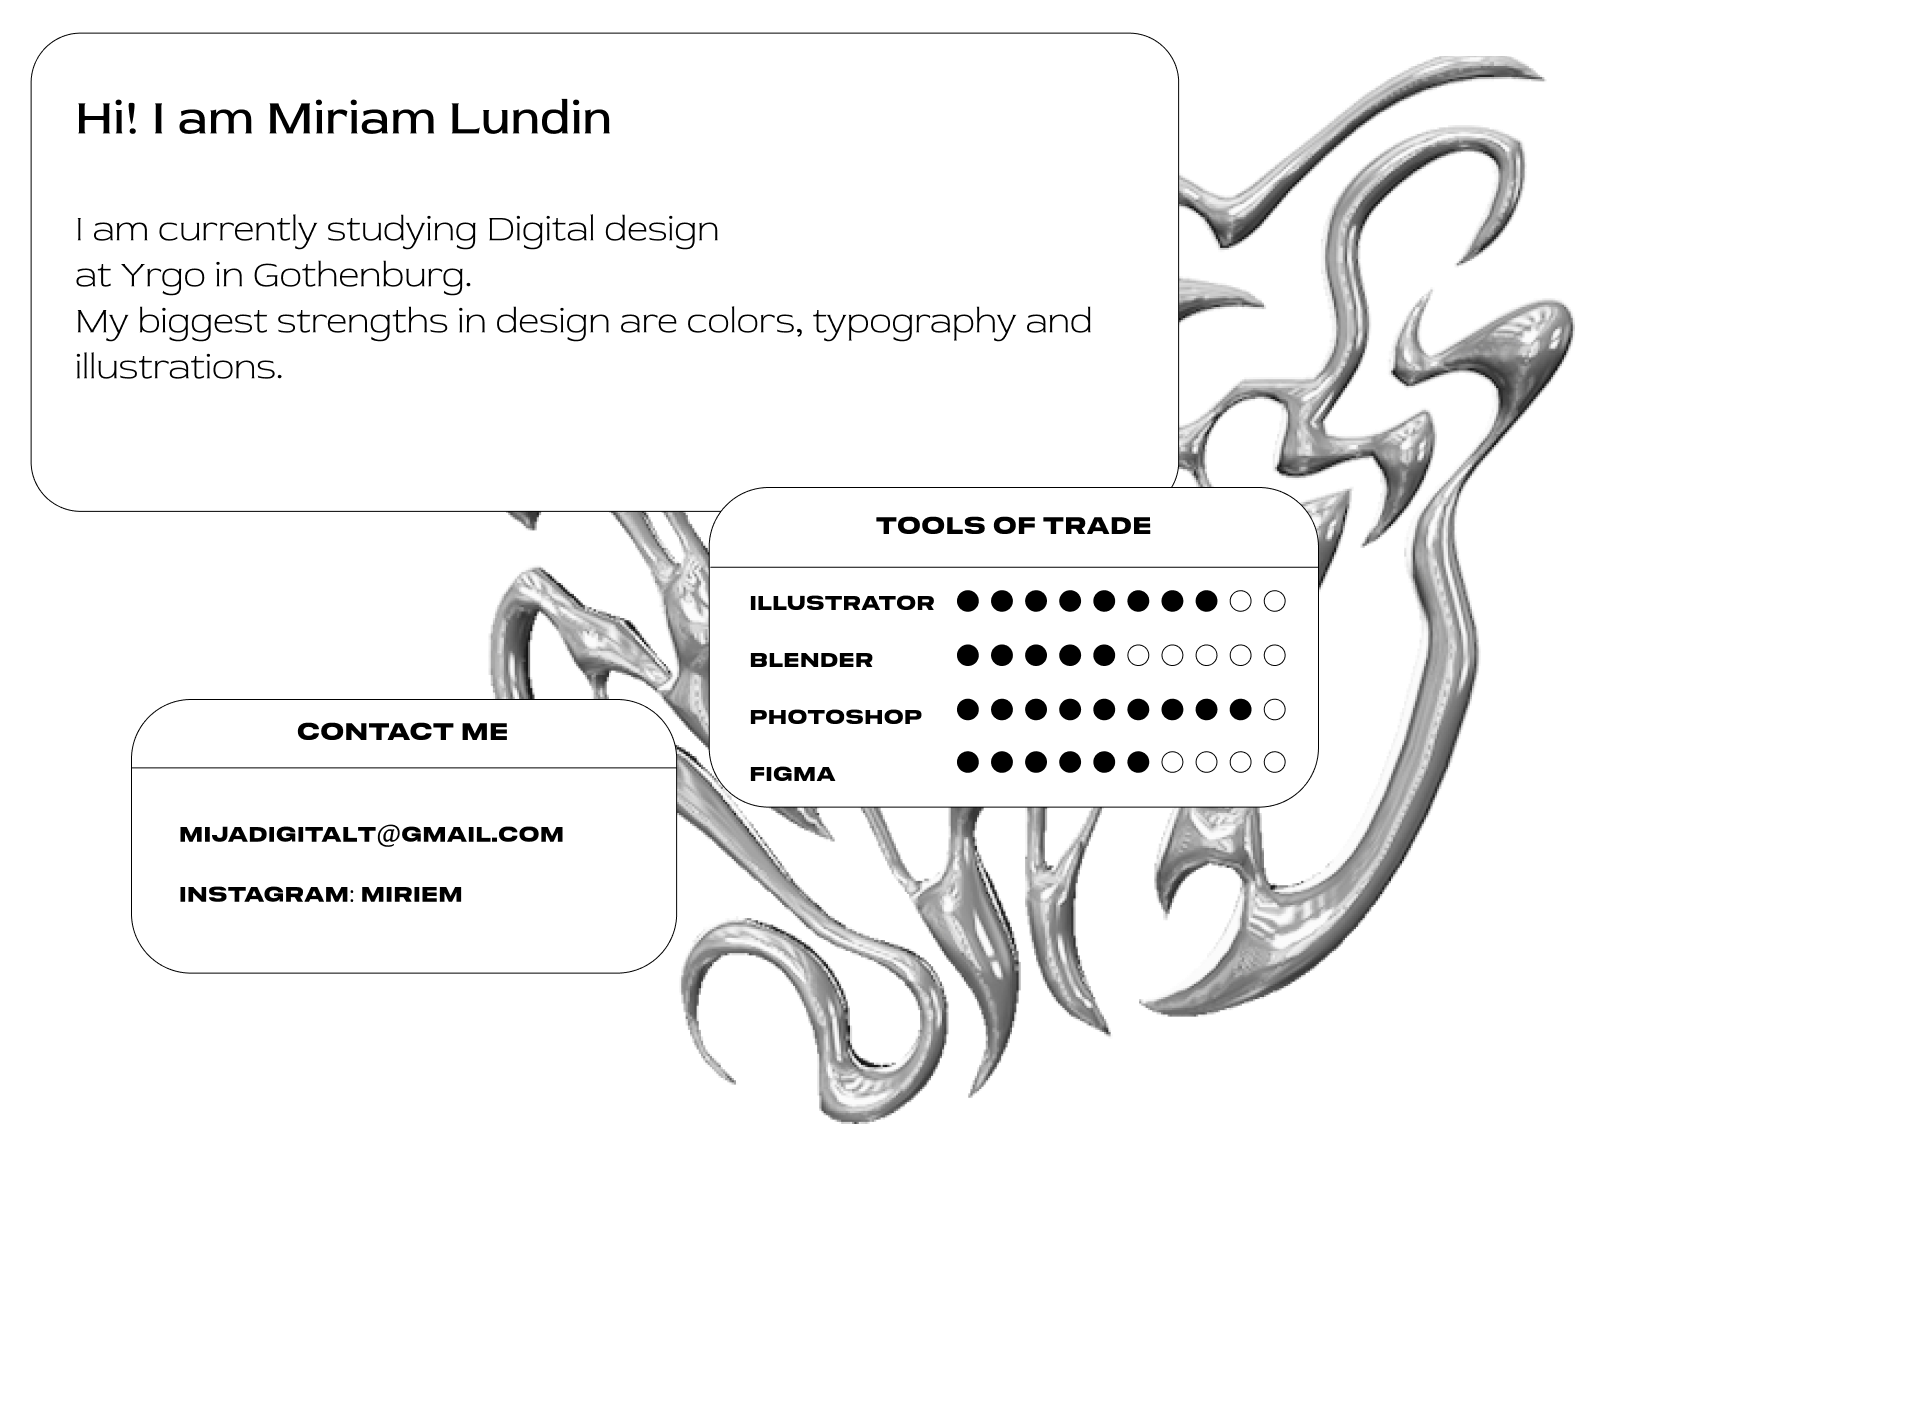 Hi! I am Miriam Lundin
I am currently studying Digital design
at Yrgo in Gothenburg.
My biggest strengths in design are colors, typography and
illustrations.
TOOLS OF TRADE
ILLUSTRATOR
BLENDER
PHOTOSHOP
FIGMA
CONTACT ME
MIJADIGITALT@GMAIL.COM
INSTAGRAM: MIRIEM